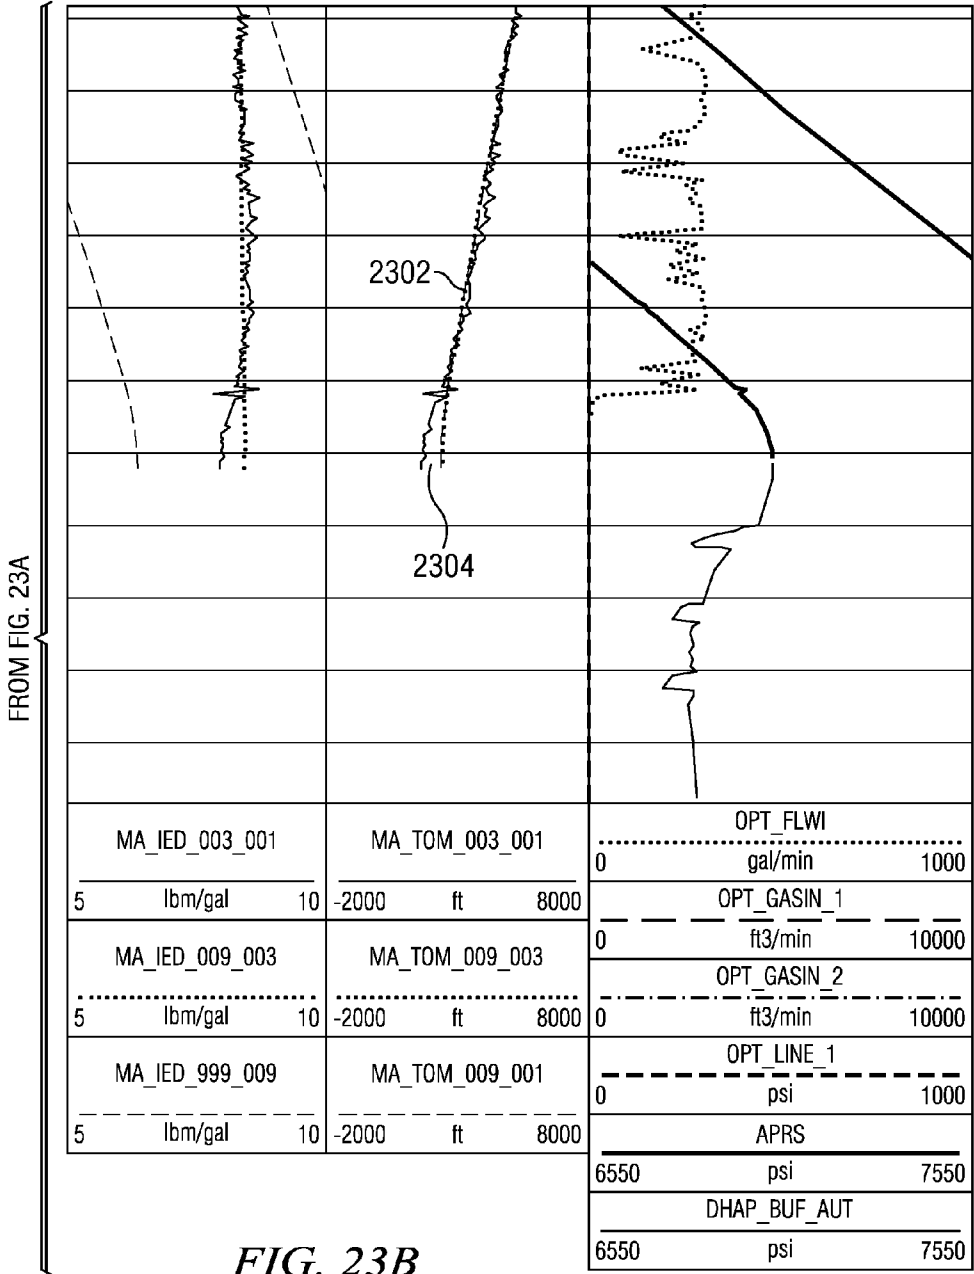 FROM FIG. 23A
2302
2304
MA_IED_003_001
5 lbm/gal 10
MA_IED_009_003
5 lbm/gal 10
MA_IED_999_009
5 lbm/gal 10
MA_TOM_003_001
-2000 ft 8000
MA_TOM_009_003
-2000 ft 8000
MA_TOM_009_001
-2000 ft 8000
OPT_FLWI
0 gal/min 1000
OPT_GASIN_1
0 ft3/min 10000
OPT_GASIN_2
0 ft3/min 10000
OPT_LINE_1
0 psi 1000
APRS
6550 psi 7550
DHAP_BUF_AUT
6550 psi 7550
FIG. 23B